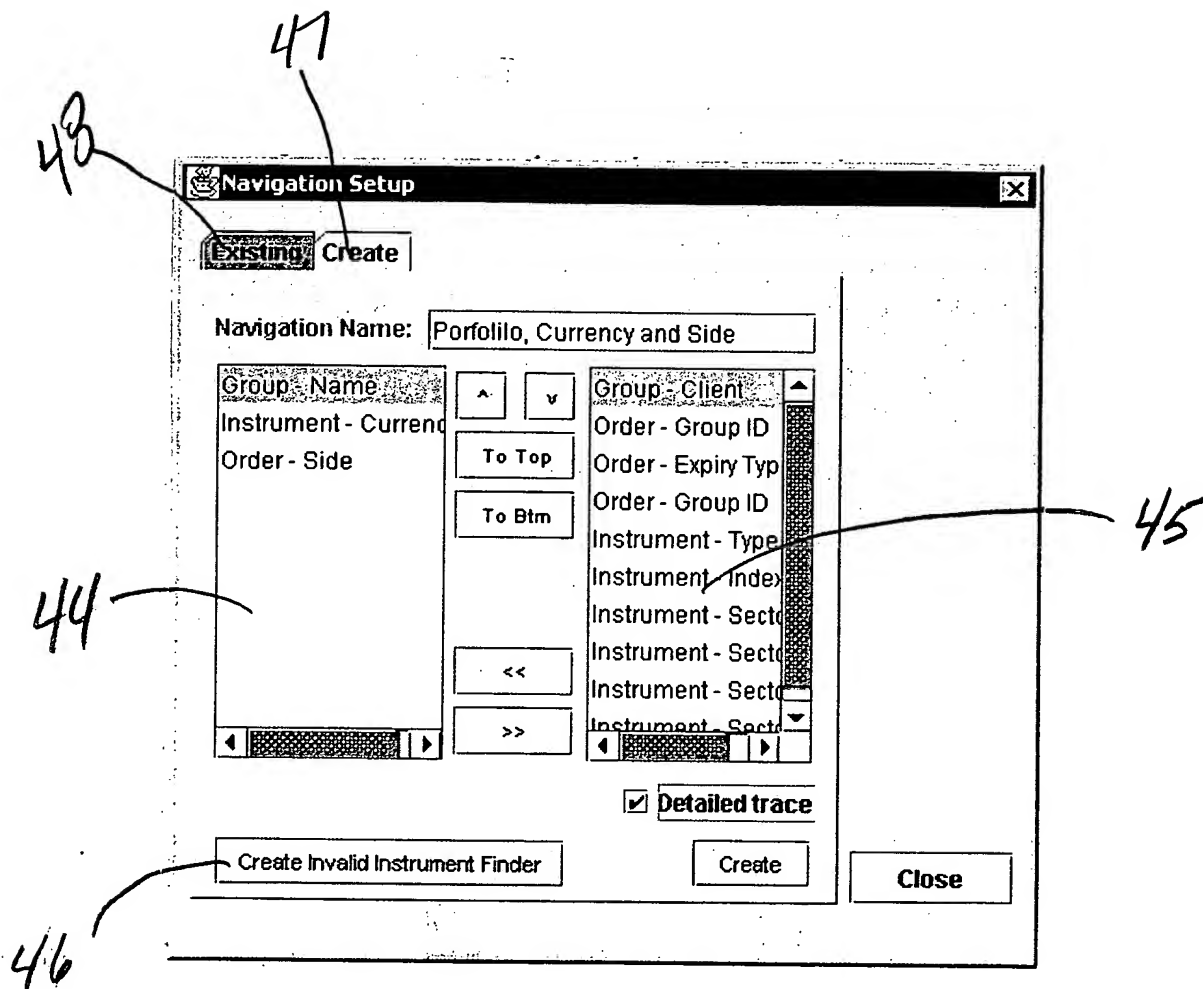 47
48
Navigation Setup
Existing Create
Navigation Name: Porfolilo, Currency and Side
Group - Name
Instrument - Currenc
Order - Side
^ v
To Top
To Btm
<<
>>
Group - Client
Order - Group ID
Order - Expiry Typ
Order - Group ID
Instrument - Type
Instrument - Index
Instrument - Secto
Instrument - Secto
Instrument - Secto
Instrument - Secto
45
44
Detailed trace
Create Invalid Instrument Finder
Create
Close
46